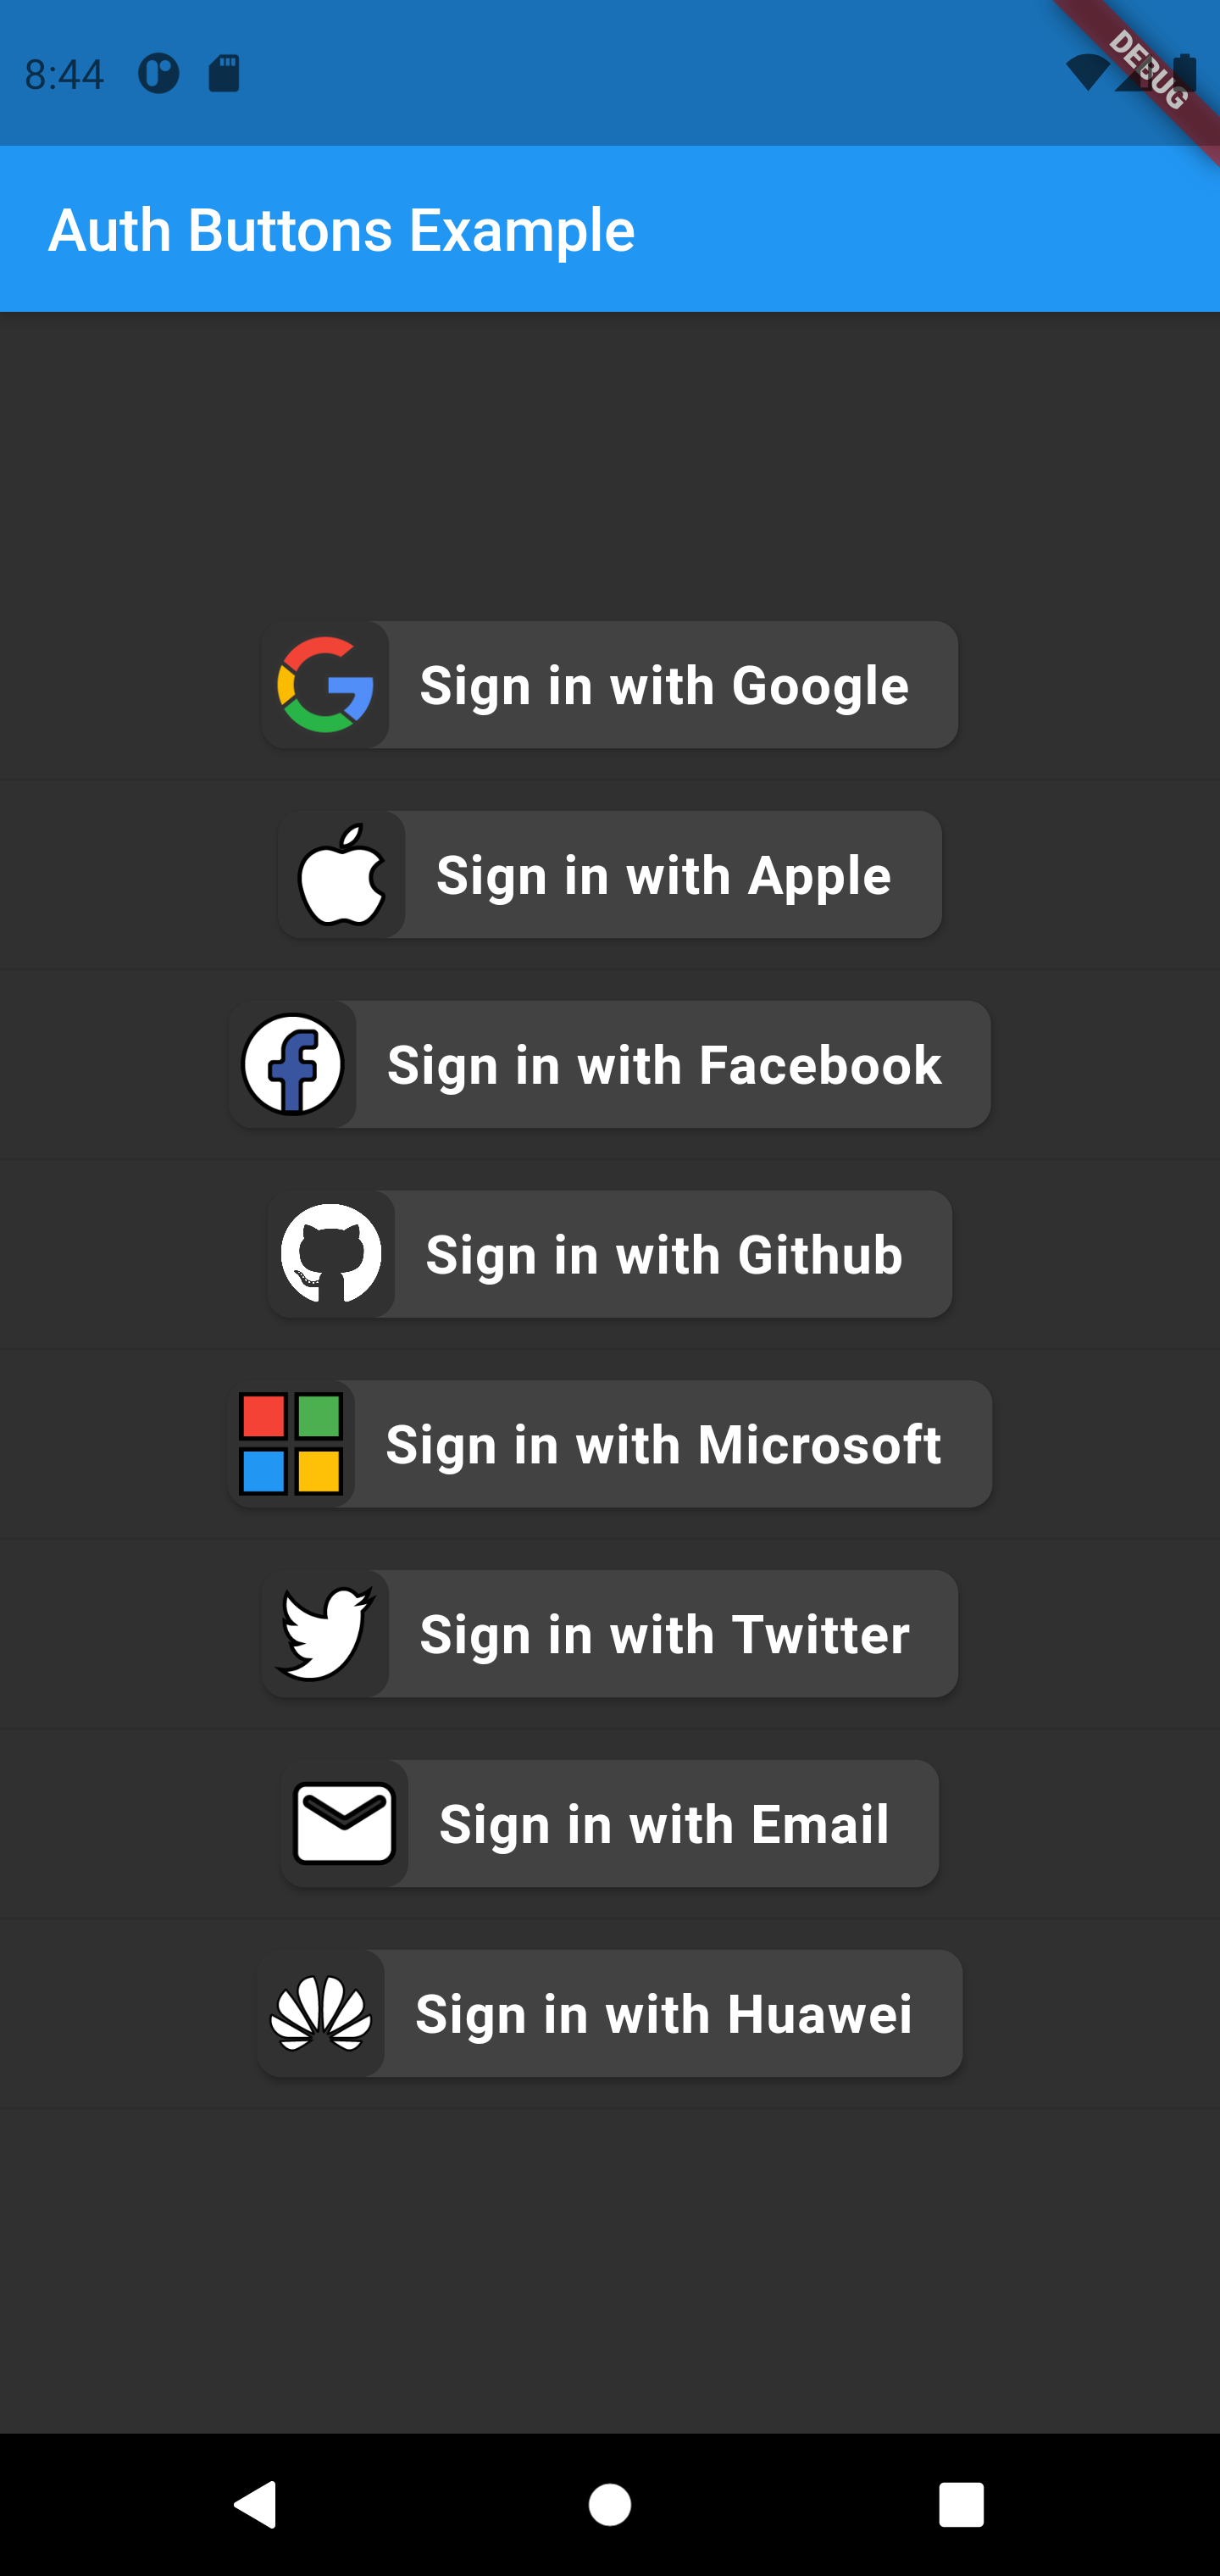 8:44
DEBUG
Auth Buttons Example
Sign in with Google
Sign in with Apple
Sign in with Facebook
Sign in with Github
Sign in with Microsoft
Sign in with Twitter
Sign in with Email
Sign in with Huawei